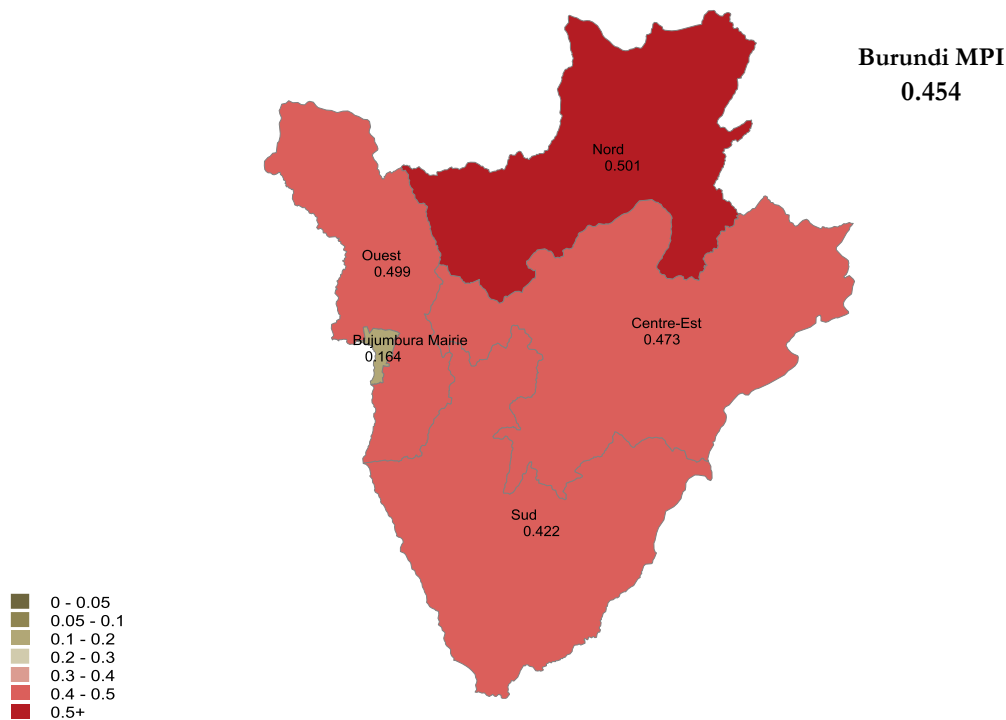 Burundi MPI
0.454
Nord
0.501
Ouest
0.499
Centre-Est
0.473
Bujumbura Mairie
0.164
Sud
0.422
0 - 0.05
0.05 - 0.1
0.1 - 0.2
0.2 - 0.3
0.3 - 0.4
0.4 - 0.5
0.5+